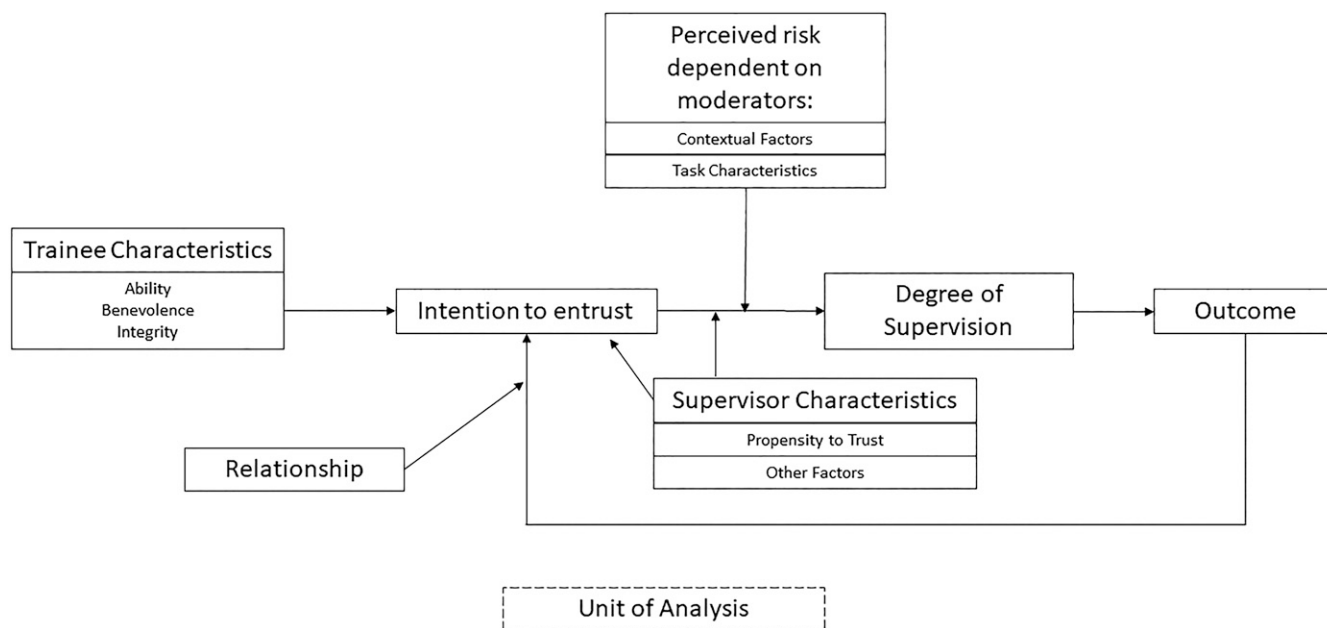 Perceived risk
dependent on
moderators:
Contextual Factors
Task Characteristics
Trainee Characteristics
Ability
Benevolence
Integrity
Intention to entrust
Degree of
Supervision
Outcome
Supervisor Characteristics
Propensity to Trust
Other Factors
Relationship
Unit of Analysis